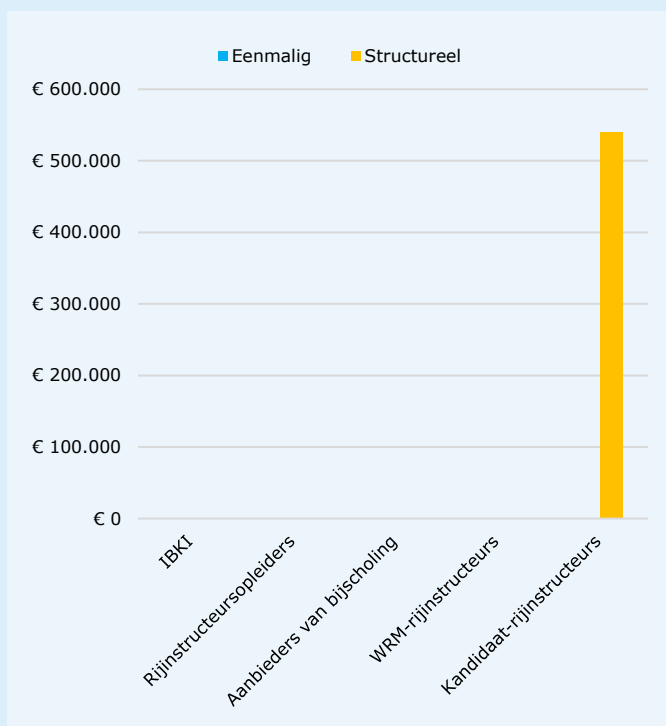 Eenmalig Structureel
€ 600.000
€ 500.000
€ 400.000
€ 300.000
€ 200.000
€ 100.000
€ 0
IBKI
Rijinstructeursopleiders
Aanbieders van bijscholing
WRM-rijinstructeurs
Kandidaat-rijinstructeurs